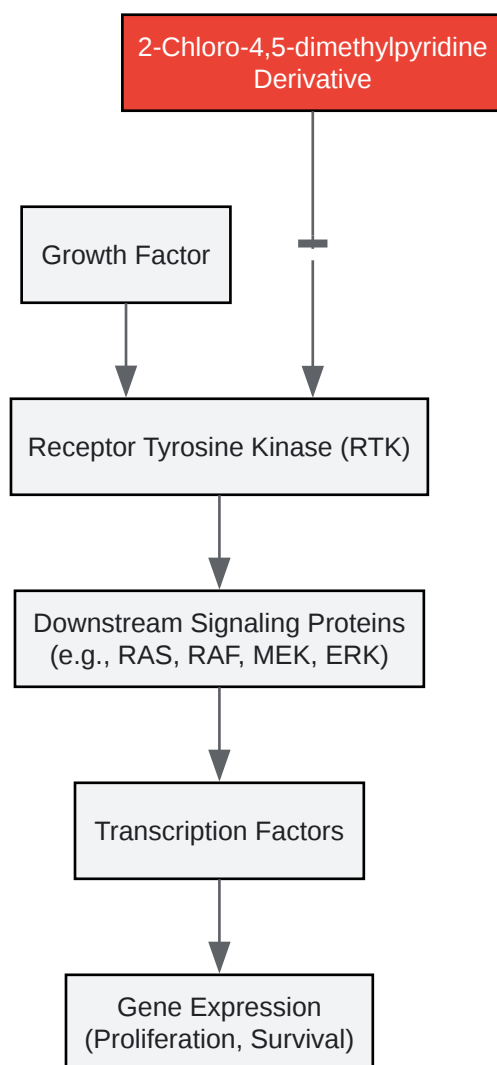 2-Chloro-4,5-dimethylpyridine
Derivative
Growth Factor
Receptor Tyrosine Kinase (RTK)
Downstream Signaling Proteins
(e.g., RAS, RAF, MEK, ERK)
Transcription Factors
Gene Expression
(Proliferation, Survival)